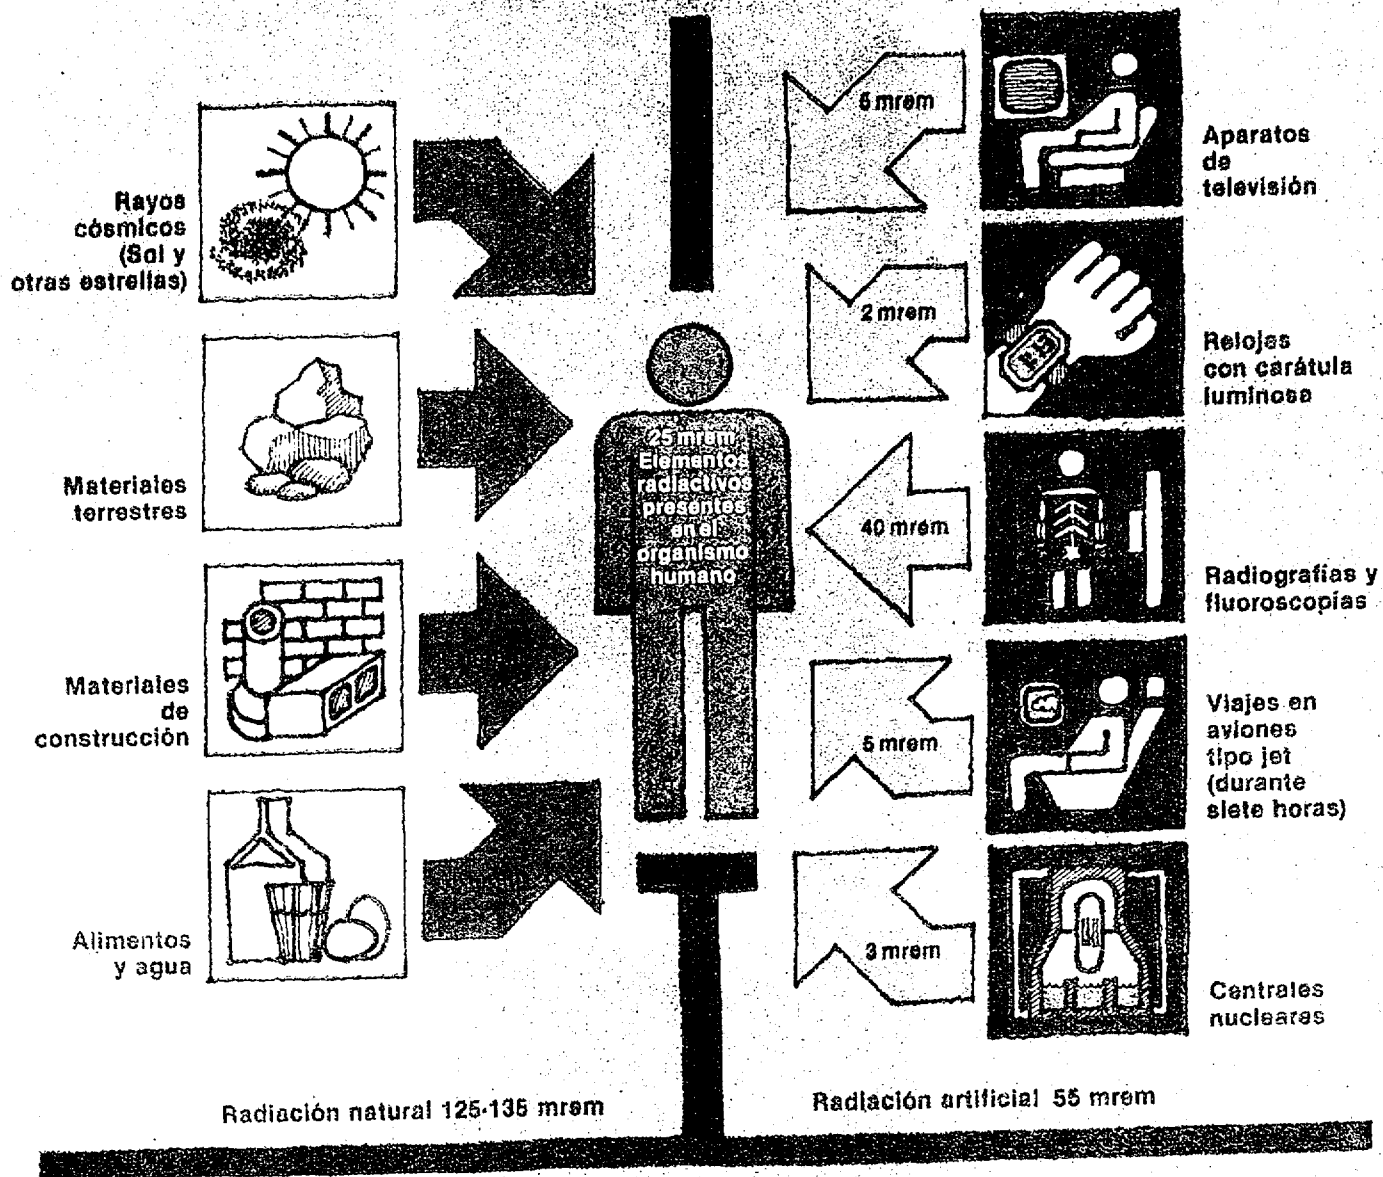 Rayos
cósmicos
(Sol y
otras estrellas)
Materiales
terrestres
Materiales
de
construcción
Alimentos
y agua
25 mrem
Elementos
radiactivos
presentes
en el
organismo
humano
5 mrem
Aparatos
de
televisión
2 mrem
Relojes
con carátula
luminosa
40 mrem
Radiografías y
fluoroscopías
5 mrem
Viajes en
aviones
tipo jet
(durante
siete horas)
3 mrem
Centrales
nucleares
Radiación natural 125-135 mrem
Radiación artificial 55 mrem